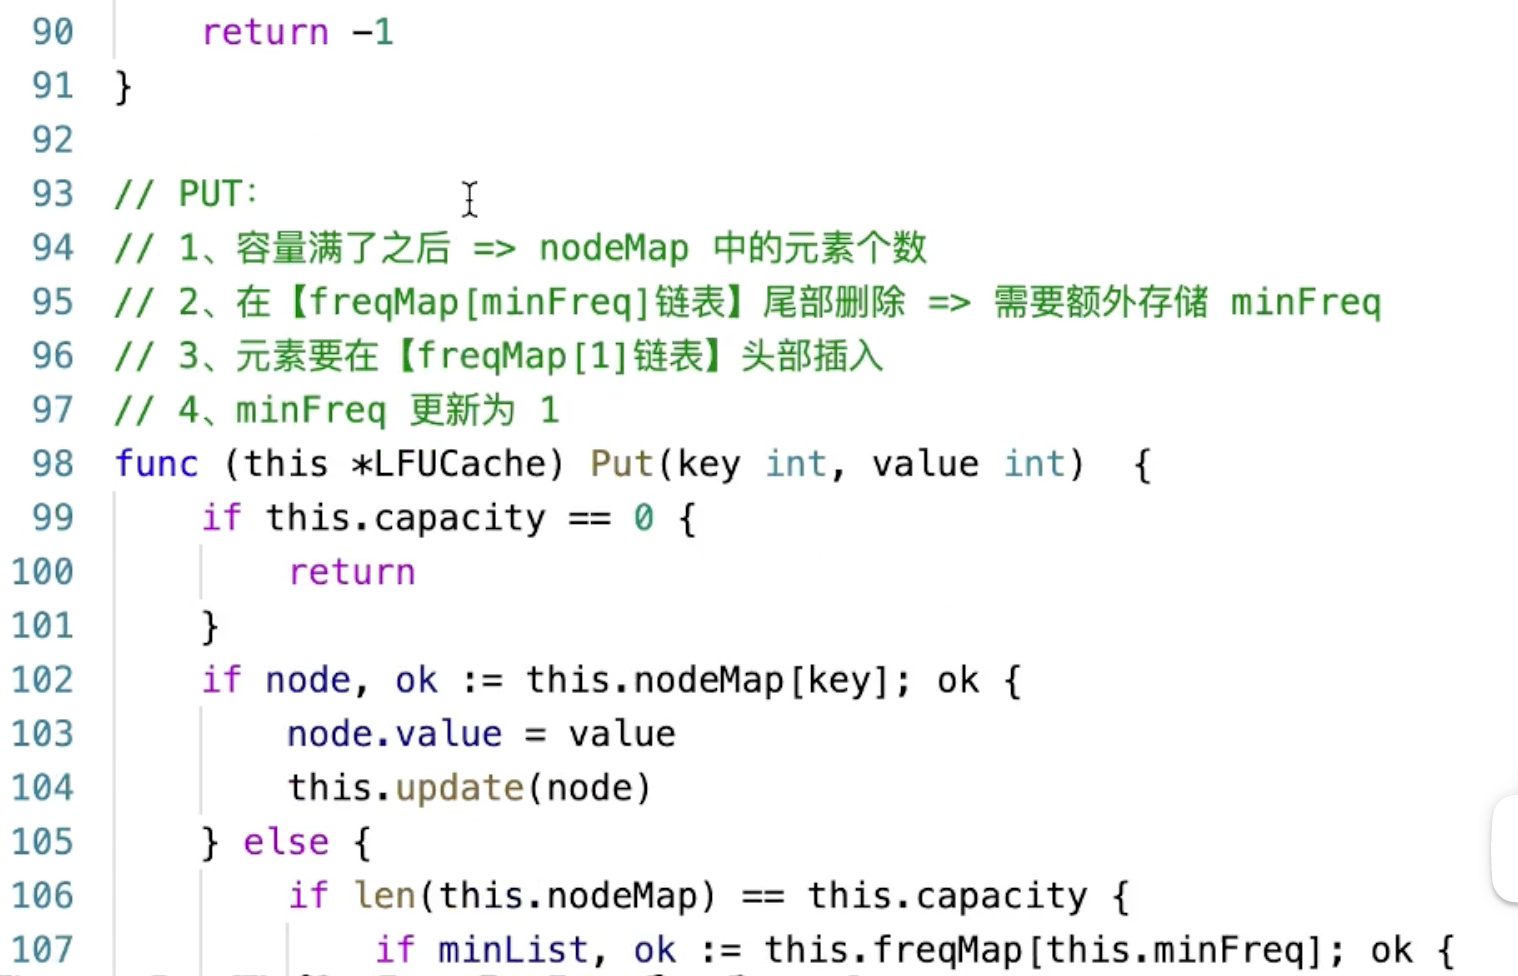 90 return -1
91 }
92
93 // PUT:
94 // 1、容量满了之后 => nodeMap 中的元素个数
95 // 2、在【freqMap[minFreq]链表】尾部删除 => 需要额外存储 minFreq
96 // 3、元素要在【freqMap[1]链表】头部插入
97 // 4、minFreq 更新为 1
98 func (this *LFUCache) Put(key int, value int)  {
99 if this.capacity == 0 {
100 return
101 }
102 if node, ok := this.nodeMap[key]; ok {
103 node.value = value
104 this.update(node)
105 } else {
106 if len(this.nodeMap) == this.capacity {
107 if minList, ok := this.freqMap[this.minFreq]; ok {